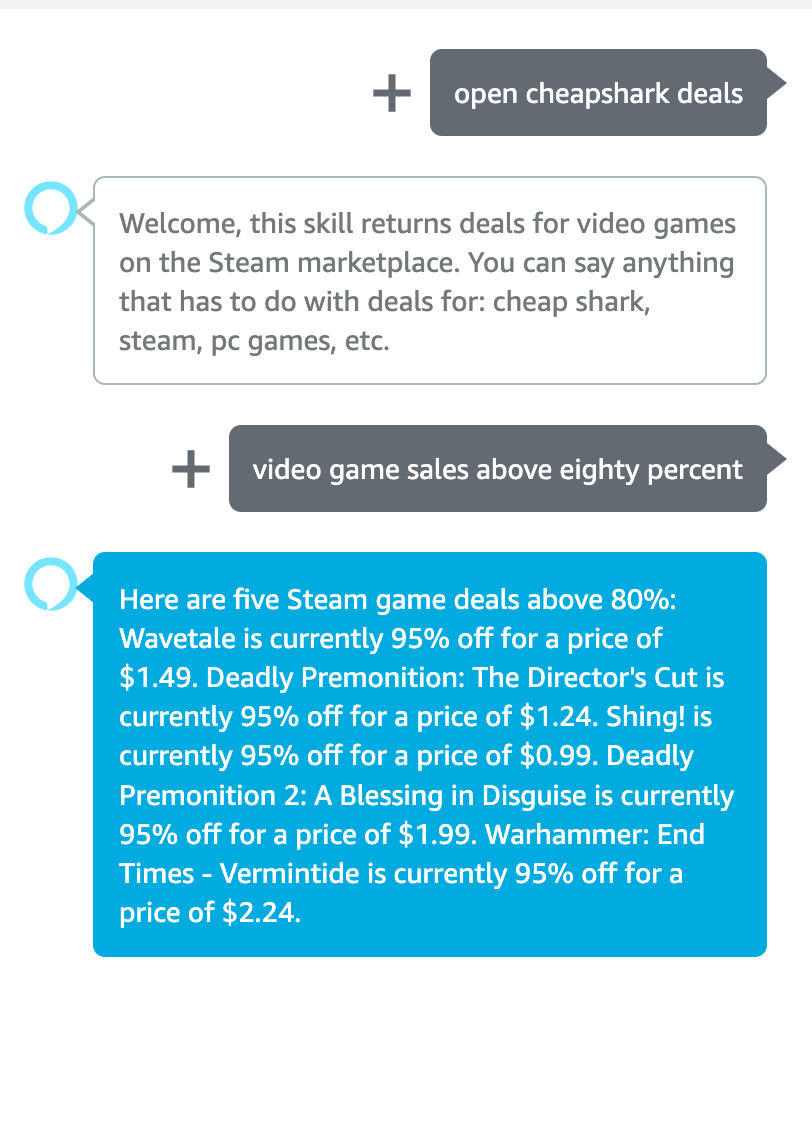 open cheapshark deals
Welcome, this skill returns deals for video games
on the Steam marketplace. You can say anything
that has to do with deals for: cheap shark,
steam, pc games, etc.
video game sales above eighty percent
Here are five Steam game deals above 80%:
Wavetale is currently 95% off for a price of
$1.49. Deadly Premonition: The Director's Cut is
currently 95% off for a price of $1.24. Shing! is
currently 95% off for a price of $0.99. Deadly
Premonition 2: A Blessing in Disguise is currently
95% off for a price of $1.99. Warhammer: End
Times - Vermintide is currently 95% off for a
price of $2.24.